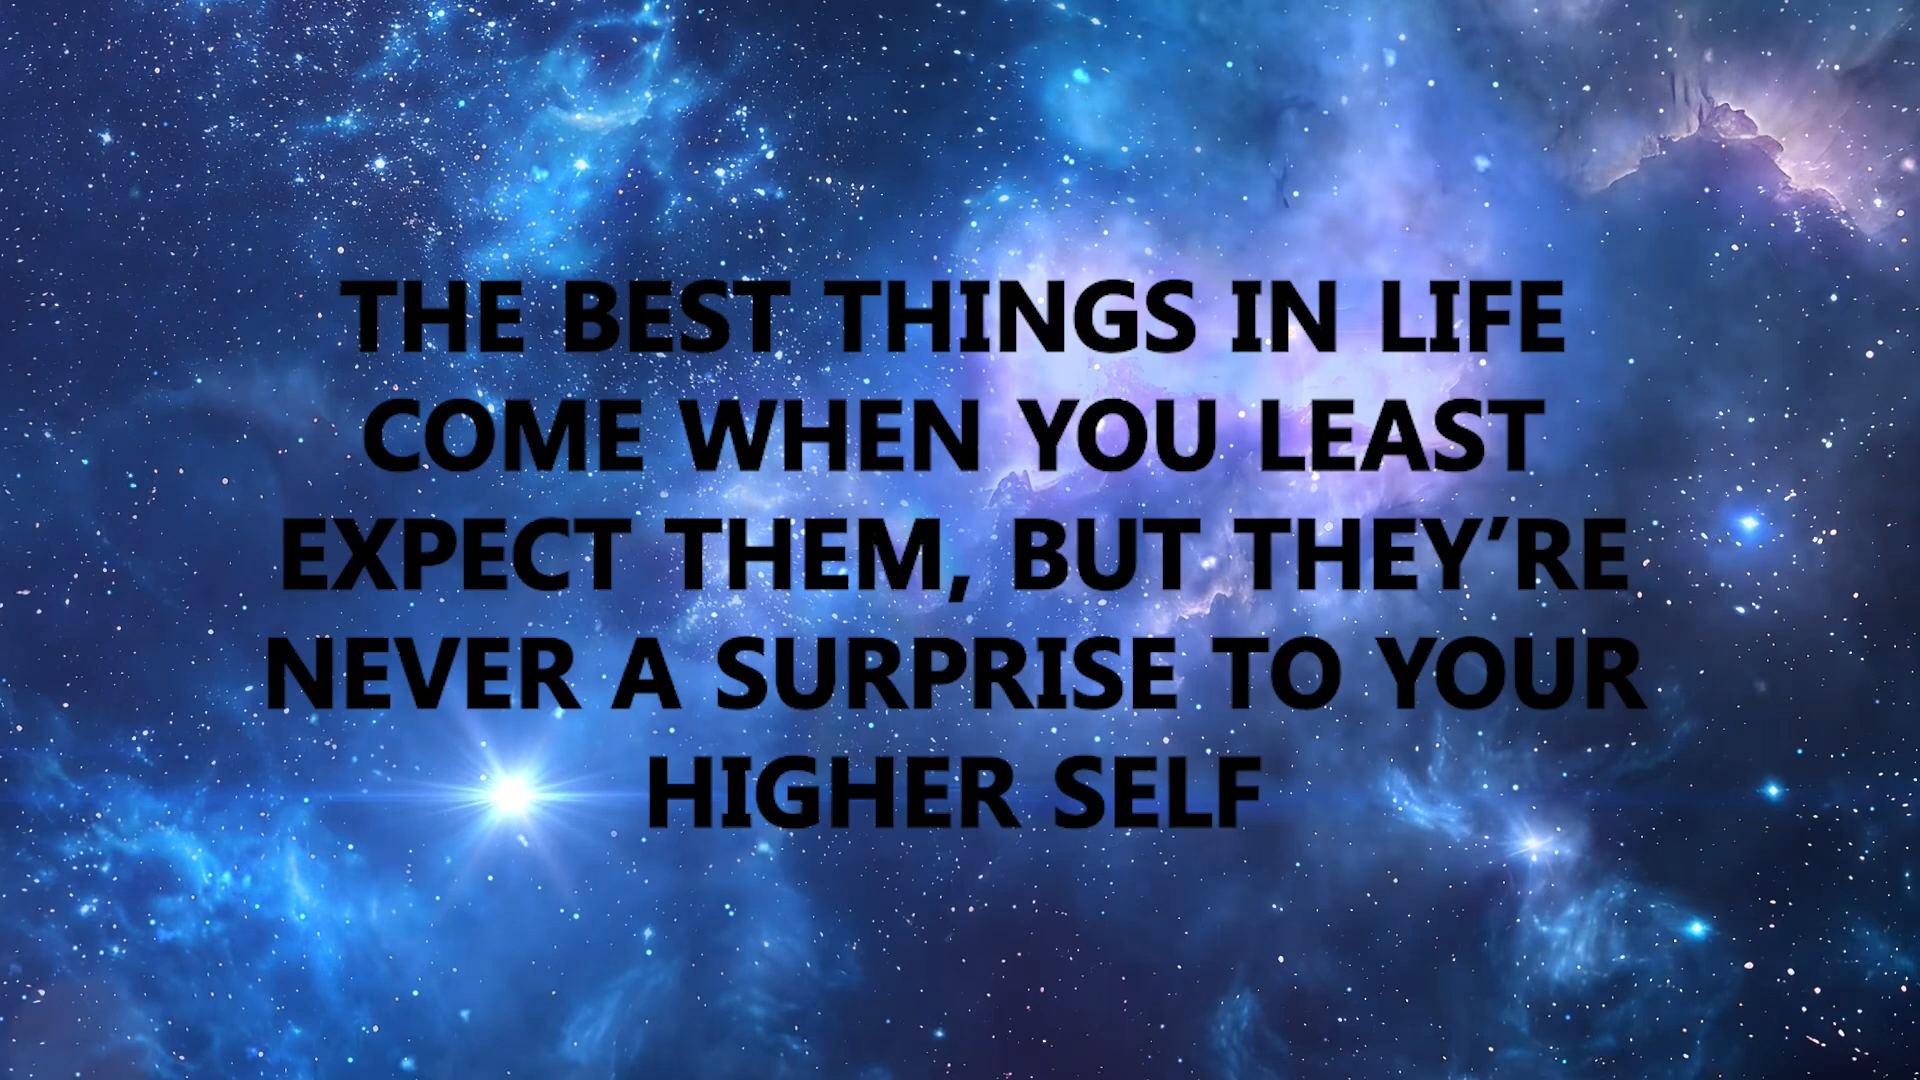 THE BEST THINGS IN LIFE
COME WHEN YOU LEAST
EXPECT THEM, BUT THEY’RE
NEVER A SURPRISE TO YOUR
HIGHER SELF